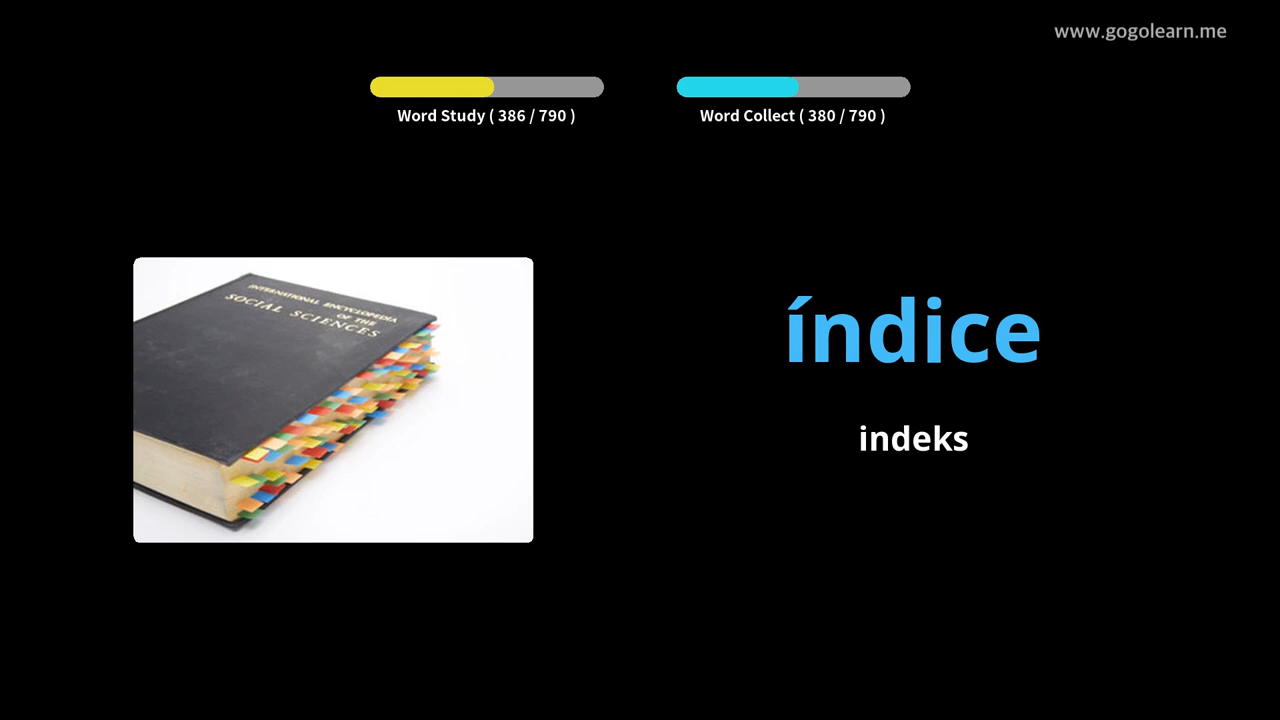 www.gogolearn.me
Word Study ( 386 / 790 )
Word Collect ( 380 / 790 )
INTERNATIONAL ENCYCLOPEDIA
OF THE
SOCIAL SCIENCES
índice
indeks